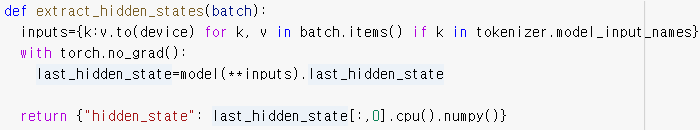 def extract_hidden_states(batch):
  inputs={k:v.to(device) for k, v in batch.items() if k in tokenizer.model_input_names}
  with torch.no_grad():
    last_hidden_state=model(**inputs).last_hidden_state
  return {"hidden_state": last_hidden_state[:,0].cpu().numpy()}